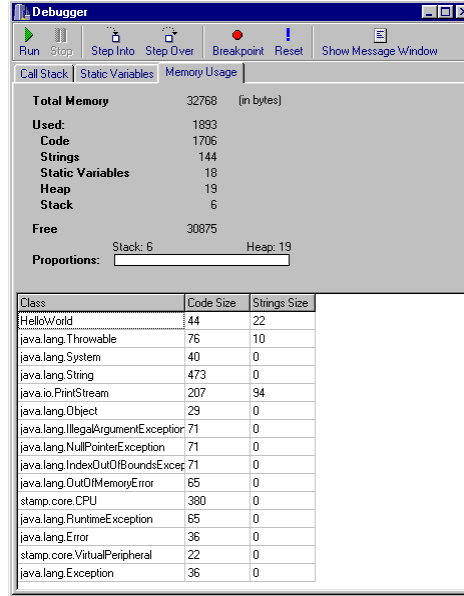 Debugger
Run Stop Step Into Step Over Breakpoint Reset Show Message Window
Call Stack Static Variables Memory Usage
Total Memory 32768 (in bytes)
Used: 1893
Code 1706
Strings 144
Static Variables 18
Heap 19
Stack 6
Free 30875
Stack: 6 Heap: 19
Proportions:
Class Code Size Strings Size
HelloWorld 44 22
java.lang.Throwable 76 10
java.lang.System 40 0
java.lang.String 473 0
java.io.PrintStream 207 94
java.lang.Object 29 0
java.lang.IllegalArgumentException 71 0
java.lang.NullPointerException 71 0
java.lang.IndexOutOfBoundsExcep 71 0
java.lang.OutOfMemoryError 65 0
stamp.core.CPU 380 0
java.lang.RuntimeException 65 0
java.lang.Error 36 0
stamp.core.VirtualPeripheral 22 0
java.lang.Exception 36 0